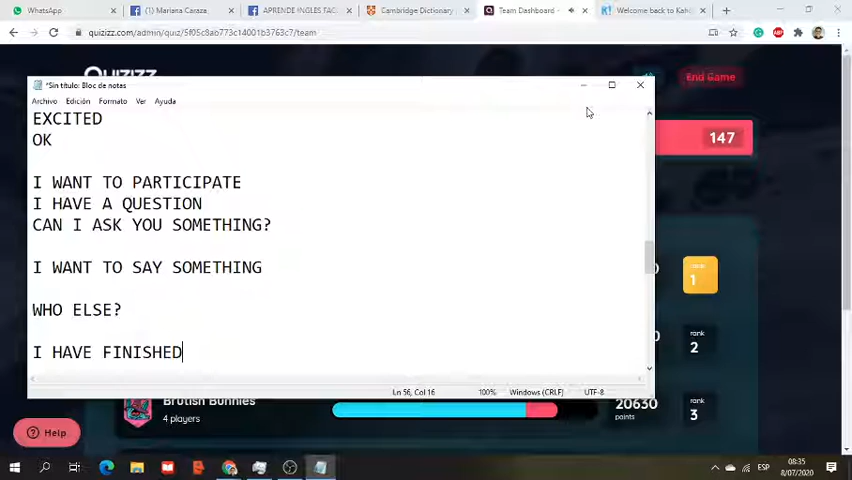 WhatsApp
(1) Mariana Caraza
APRENDE INGLES FAC
Cambridge Dictionary
Team Dashboard -
Welcome back to Kah
quizizz.com/admin/quiz/5f05c8ab773c14001b3763c7/team
Quizizz
End Game
*Sin título: Bloc de notas
Archivo Edición Formato Ver Ayuda
EXCITED
OK
I WANT TO PARTICIPATE
I HAVE A QUESTION
CAN I ASK YOU SOMETHING?
I WANT TO SAY SOMETHING
WHO ELSE?
I HAVE FINISHED
147
rank
1
rank
2
Ln 56, Col 16 100% Windows (CRLF) UTF-8
Brutish Bunnies
4 players
20630
points
rank
3
Help
ESP
08:35
8/07/2020